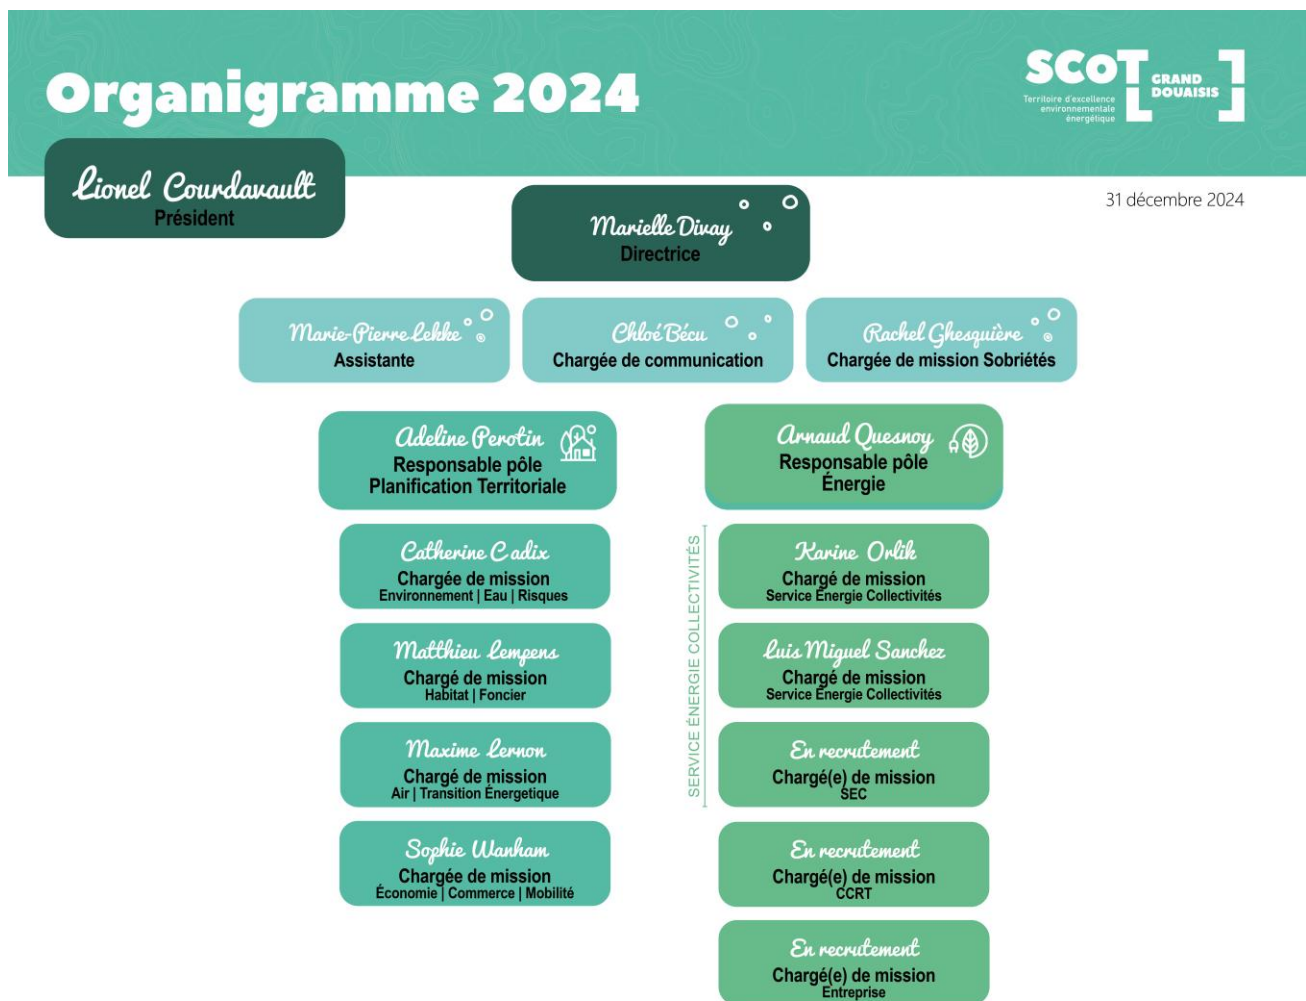 Organigramme 2024
SCoT
GRAND
DOUAISIS
Territoire d'excellence
environnementale
énergétique
Lionel Courdavault
Président
31 décembre 2024
Marielle Divay
Directrice
Marie-Pierre Lekke
Assistante
Chloé Bécu
Chargée de communication
Rachel Ghesquière
Chargée de mission Sobriétés
Adeline Perotin
Responsable pôle
Planification Territoriale
Catherine Cadix
Chargée de mission
Environnement | Eau | Risques
Matthieu Lempens
Chargé de mission
Habitat | Foncier
Maxime Lernon
Chargé de mission
Air | Transition Énergetique
Sophie Wanham
Chargée de mission
Économie | Commerce | Mobilité
Arnaud Quesnoy
Responsable pôle
Énergie
SERVICE ÉNERGIE COLLECTIVITÉS
Karine Orlik
Chargé de mission
Service Énergie Collectivités
Luis Miguel Sanchez
Chargé de mission
Service Énergie Collectivités
En recrutement
Chargé(e) de mission
SEC
En recrutement
Chargé(e) de mission
CCRT
En recrutement
Chargé(e) de mission
Entreprise